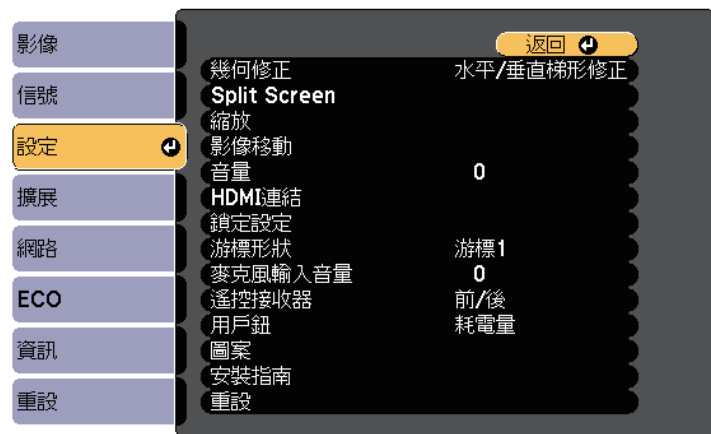 影像
信號
設定
擴展
網路
ECO
資訊
重設
返回
幾何修正 水平/垂直梯形修正
Split Screen
縮放
影像移動
音量 0
HDMI連結
鎖定設定
游標形狀 游標1
麥克風輸入音量 0
遙控接收器 前/後
用戶鈕 耗電量
圖案
安裝指南
重設